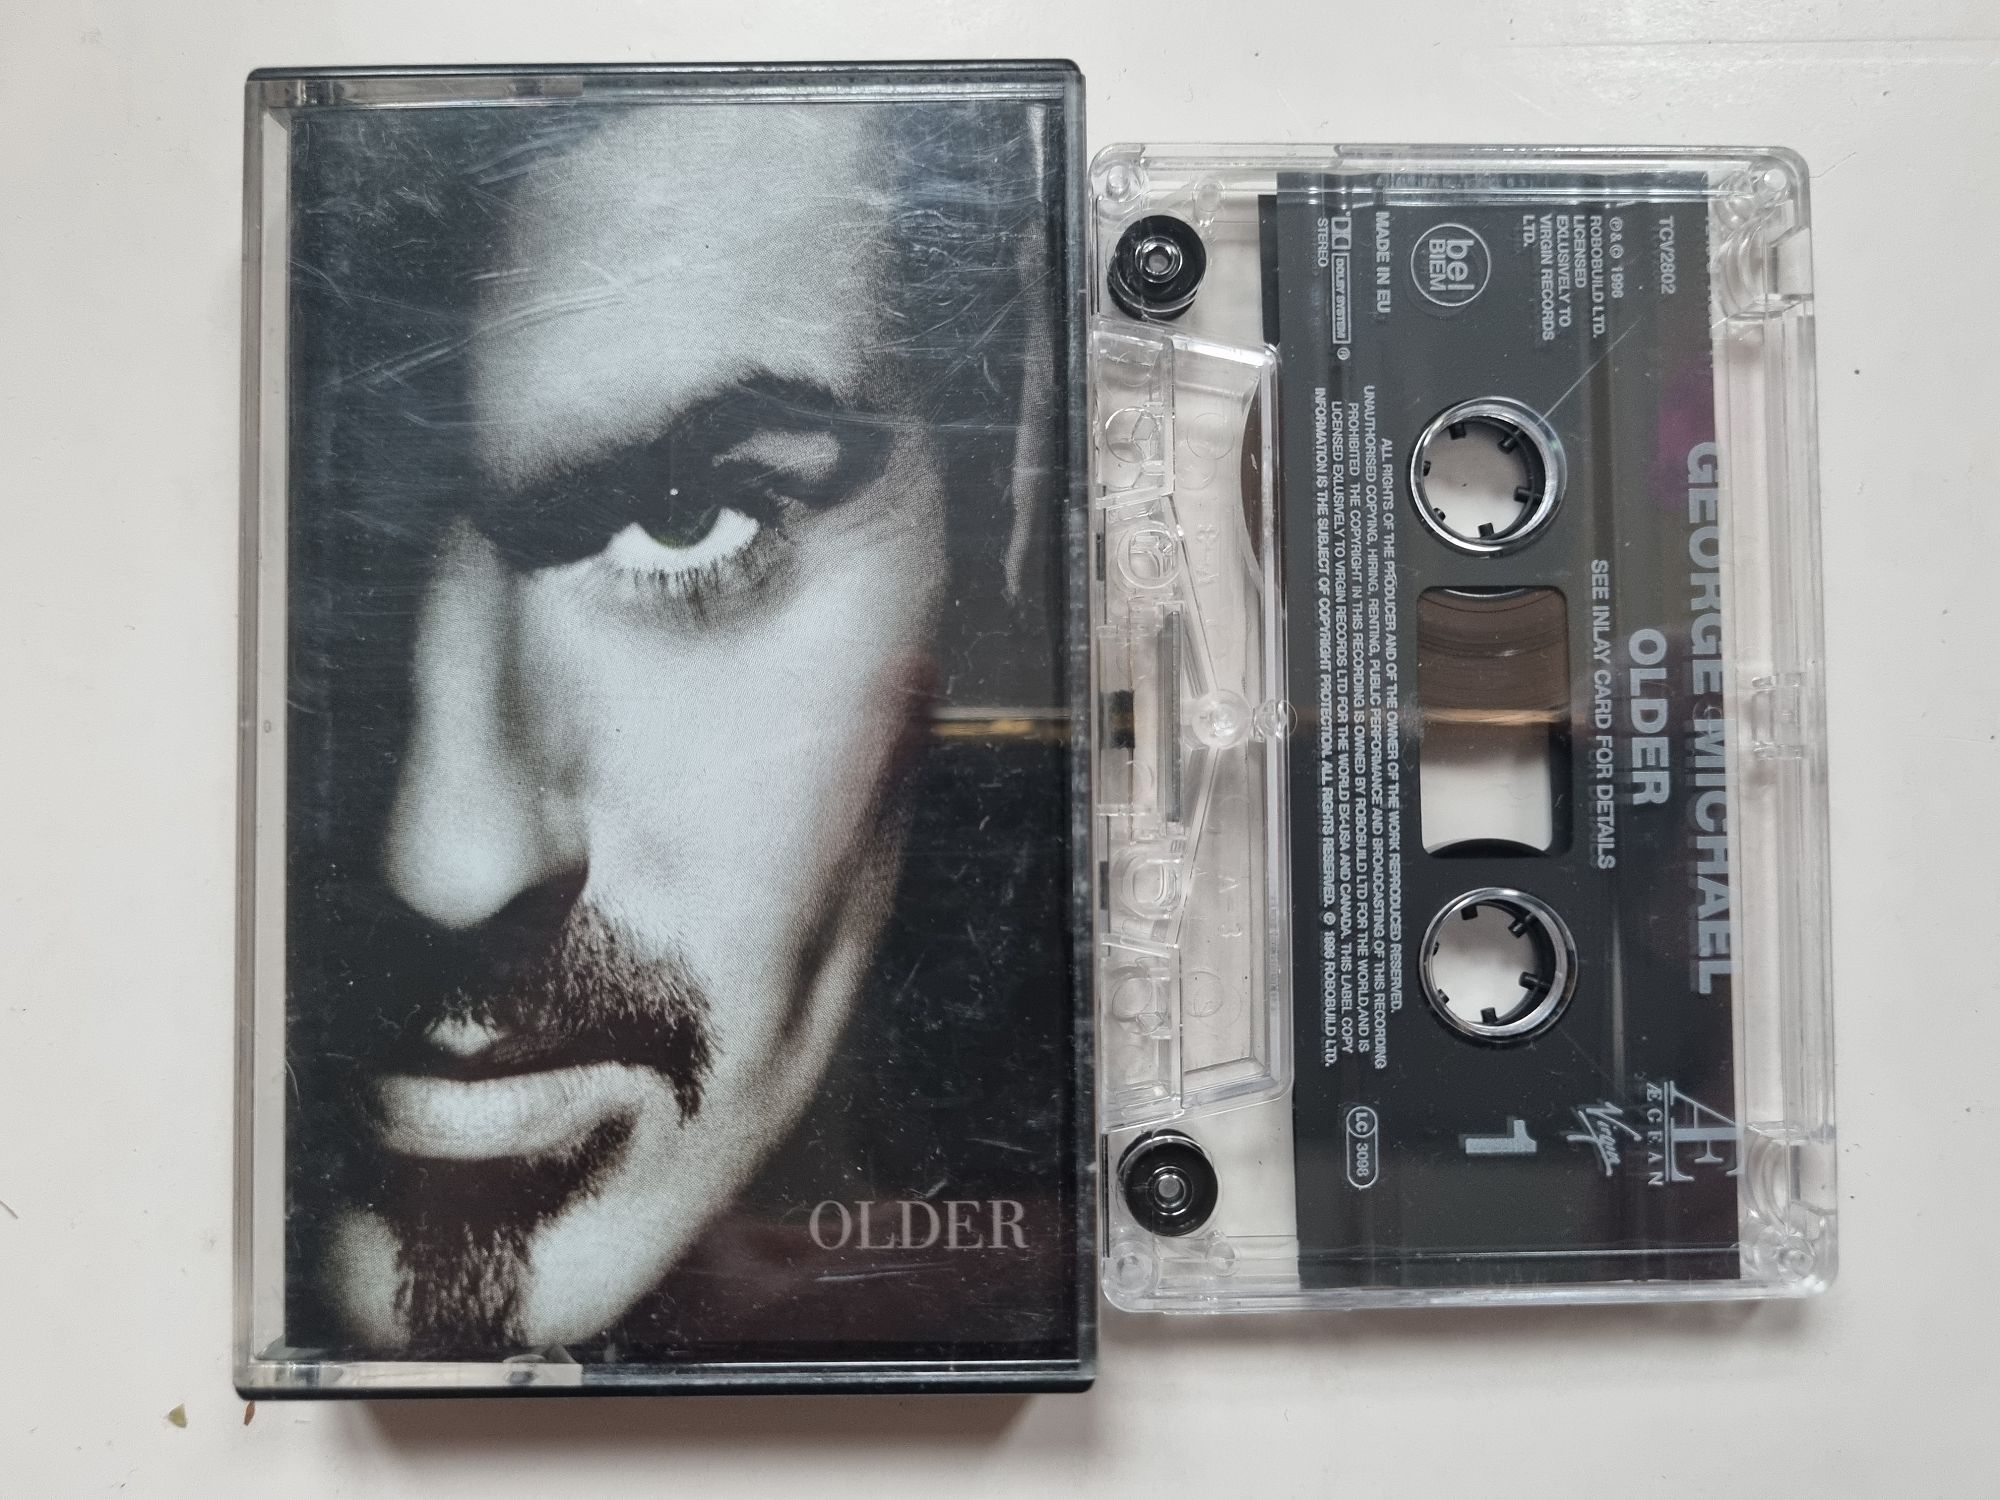 OLDER
GEORGE MICHAEL
OLDER
SEE INLAY CARD FOR DETAILS
TCV2802
℗ & © 1996
ROBOBUILD LTD.
LICENSED
EXLUSIVELY TO
VIRGIN RECORDS
LTD.
bel
BIEM
MADE IN EU
DOLBY SYSTEM ®
STEREO
Æ
ÆGEAN
Virgin
1
LC 3098
ALL RIGHTS OF THE PRODUCER AND OF THE OWNER OF THE WORK REPRODUCED RESERVED.
UNAUTHORISED COPYING, HIRING, RENTING, PUBLIC PERFORMANCE AND BROADCASTING OF THIS RECORDING
PROHIBITED. THE COPYRIGHT IN THIS RECORDING IS OWNED BY ROBOBUILD LTD FOR THE WORLD, AND IS
LICENSED EXLUSIVELY TO VIRGIN RECORDS LTD FOR THE WORLD EX-USA AND CANADA. THIS LABEL COPY
INFORMATION IS THE SUBJECT OF COPYRIGHT PROTECTION. ALL RIGHTS RESERVED. © 1996 ROBOBUILD LTD.